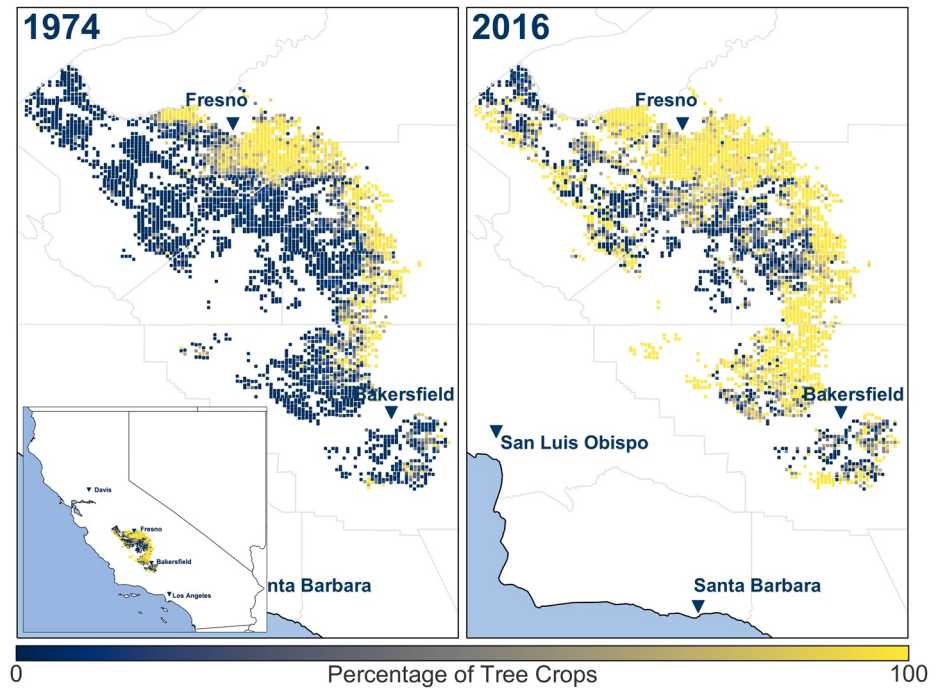 1974
Fresno
Bakersfield
nta Barbara
Davis
Fresno
Bakersfield
Los Angeles
2016
Fresno
Bakersfield
San Luis Obispo
Santa Barbara
0
Percentage of Tree Crops
100